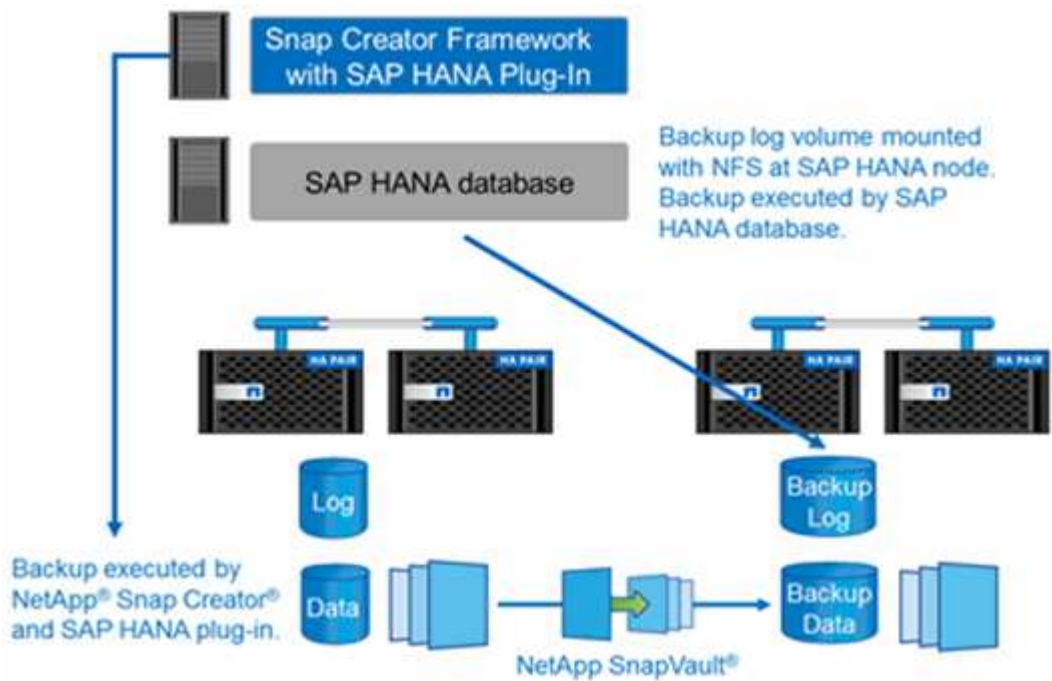 Snap Creator Framework
with SAP HANA Plug-In
SAP HANA database
Backup log volume mounted
with NFS at SAP HANA node.
Backup executed by SAP
HANA database.
HA PAIR
HA PAIR
HA PAIR
HA PAIR
Log
Backup
Log
Backup executed by
NetApp® Snap Creator®
and SAP HANA plug-in.
Data
Backup
Data
NetApp SnapVault®